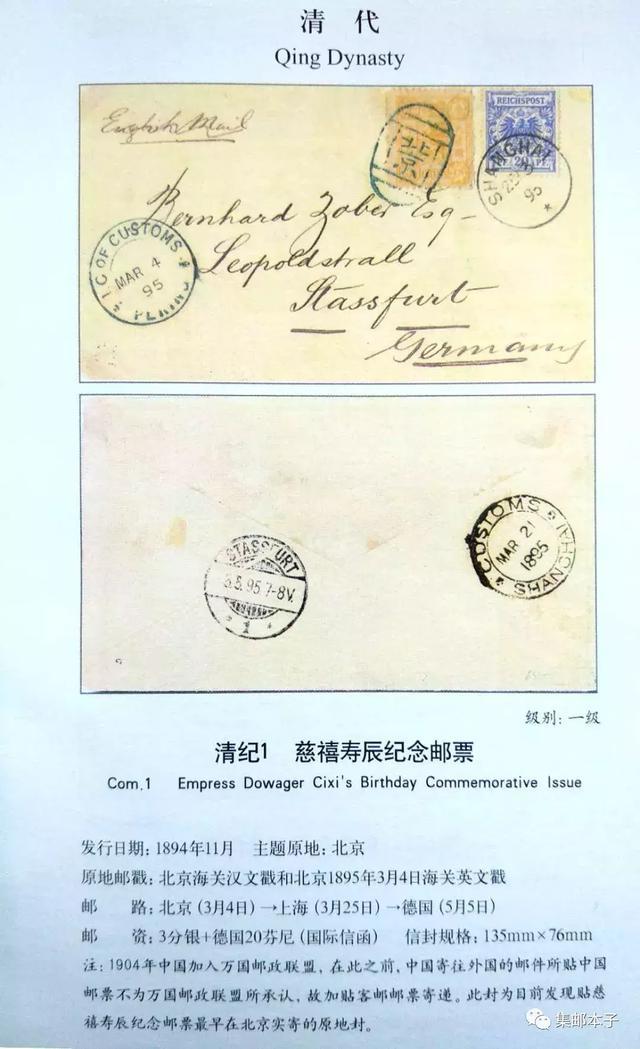 清 代
Qing Dynasty
English Mail
REICHSPOST
北京
SHANGHAI
95
Bernhard Zober Esq-
I.G OF CUSTOMS
MAR 4
95
PEKING
Leopoldstrall
Stassfurt
Germany
CUSTOMS
MAR 21
1895
SHANGHAI
STASSFURT
5.5.95.7-8V.
1
级别: 一级
清纪1 慈禧寿辰纪念邮票
Com.1 Empress Dowager Cixi's Birthday Commemorative Issue
发行日期: 1894年11月 主题原地: 北京
原地邮戳: 北京海关汉文戳和北京1895年3月4日海关英文戳
邮 路: 北京 (3月4日) →上海 (3月25日) →德国 (5月5日)
邮 资: 3分银+德国20芬尼 (国际信函) 信封规格: 135mm×76mm
注: 1904年中国加入万国邮政联盟, 在此之前, 中国寄往外国的邮件所贴中国
邮票不为万国邮政联盟所承认, 故加贴客邮邮票寄递。此封为目前发现贴慈
禧寿辰纪念邮票最早在北京实寄的原地封。
集邮本子